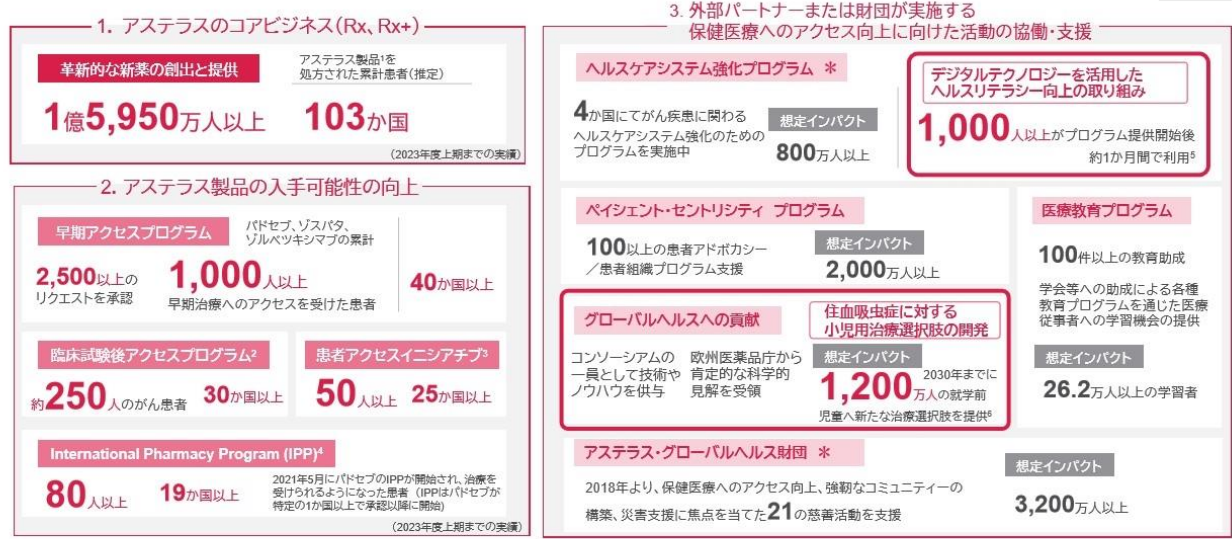 1. アステラスのコアビジネス(Rx、Rx+)
革新的な新薬の創出と提供
アステラス製品¹を
処方された累計患者(推定)
1億5,950万人以上
103か国
(2023年度上期までの実績)
2. アステラス製品の入手可能性の向上
早期アクセスプログラム
パドセブ、ゾスパタ、
ゾルベツキシマブの累計
2,500以上の
リクエストを承認
1,000人以上
早期治療へのアクセスを受けた患者
40か国以上
臨床試験後アクセスプログラム²
約250人のがん患者
30か国以上
患者アクセスイニシアチブ³
50人以上
25か国以上
International Pharmacy Program (IPP)⁴
80人以上
19か国以上
2021年5月にパドセブのIPPが開始され、治療を
受けられるようになった患者 (IPPはパドセブが
特定の1か国以上で承認以降に開始)
(2023年度上期までの実績)
3. 外部パートナーまたは財団が実施する
保健医療へのアクセス向上に向けた活動の協働・支援
ヘルスケアシステム強化プログラム *
4か国にてがん疾患に関わる
ヘルスケアシステム強化のための
プログラムを実施中
想定インパクト
800万人以上
デジタルテクノロジーを活用した
ヘルスリテラシー向上の取り組み
1,000人以上がプログラム提供開始後
約1か月間で利用⁵
ペイシェント・セントリシティ プログラム
100以上の患者アドボカシー
/患者組織プログラム支援
想定インパクト
2,000万人以上
医療教育プログラム
100件以上の教育助成
学会等への助成による各種
教育プログラムを通じた医療
従事者への学習機会の提供
想定インパクト
26.2万人以上の学習者
グローバルヘルスへの貢献
住血吸虫症に対する
小児用治療選択肢の開発
コンソーシアムの
一員として技術や
ノウハウを供与
欧州医薬品庁から
肯定的な科学的
見解を受領
想定インパクト
2030年までに
1,200万人の就学前
児童へ新たな治療選択肢を提供⁶
アステラス・グローバルヘルス財団 *
2018年より、保健医療へのアクセス向上、強靭なコミュニティーの
構築、災害支援に焦点を当てた21の慈善活動を支援
想定インパクト
3,200万人以上